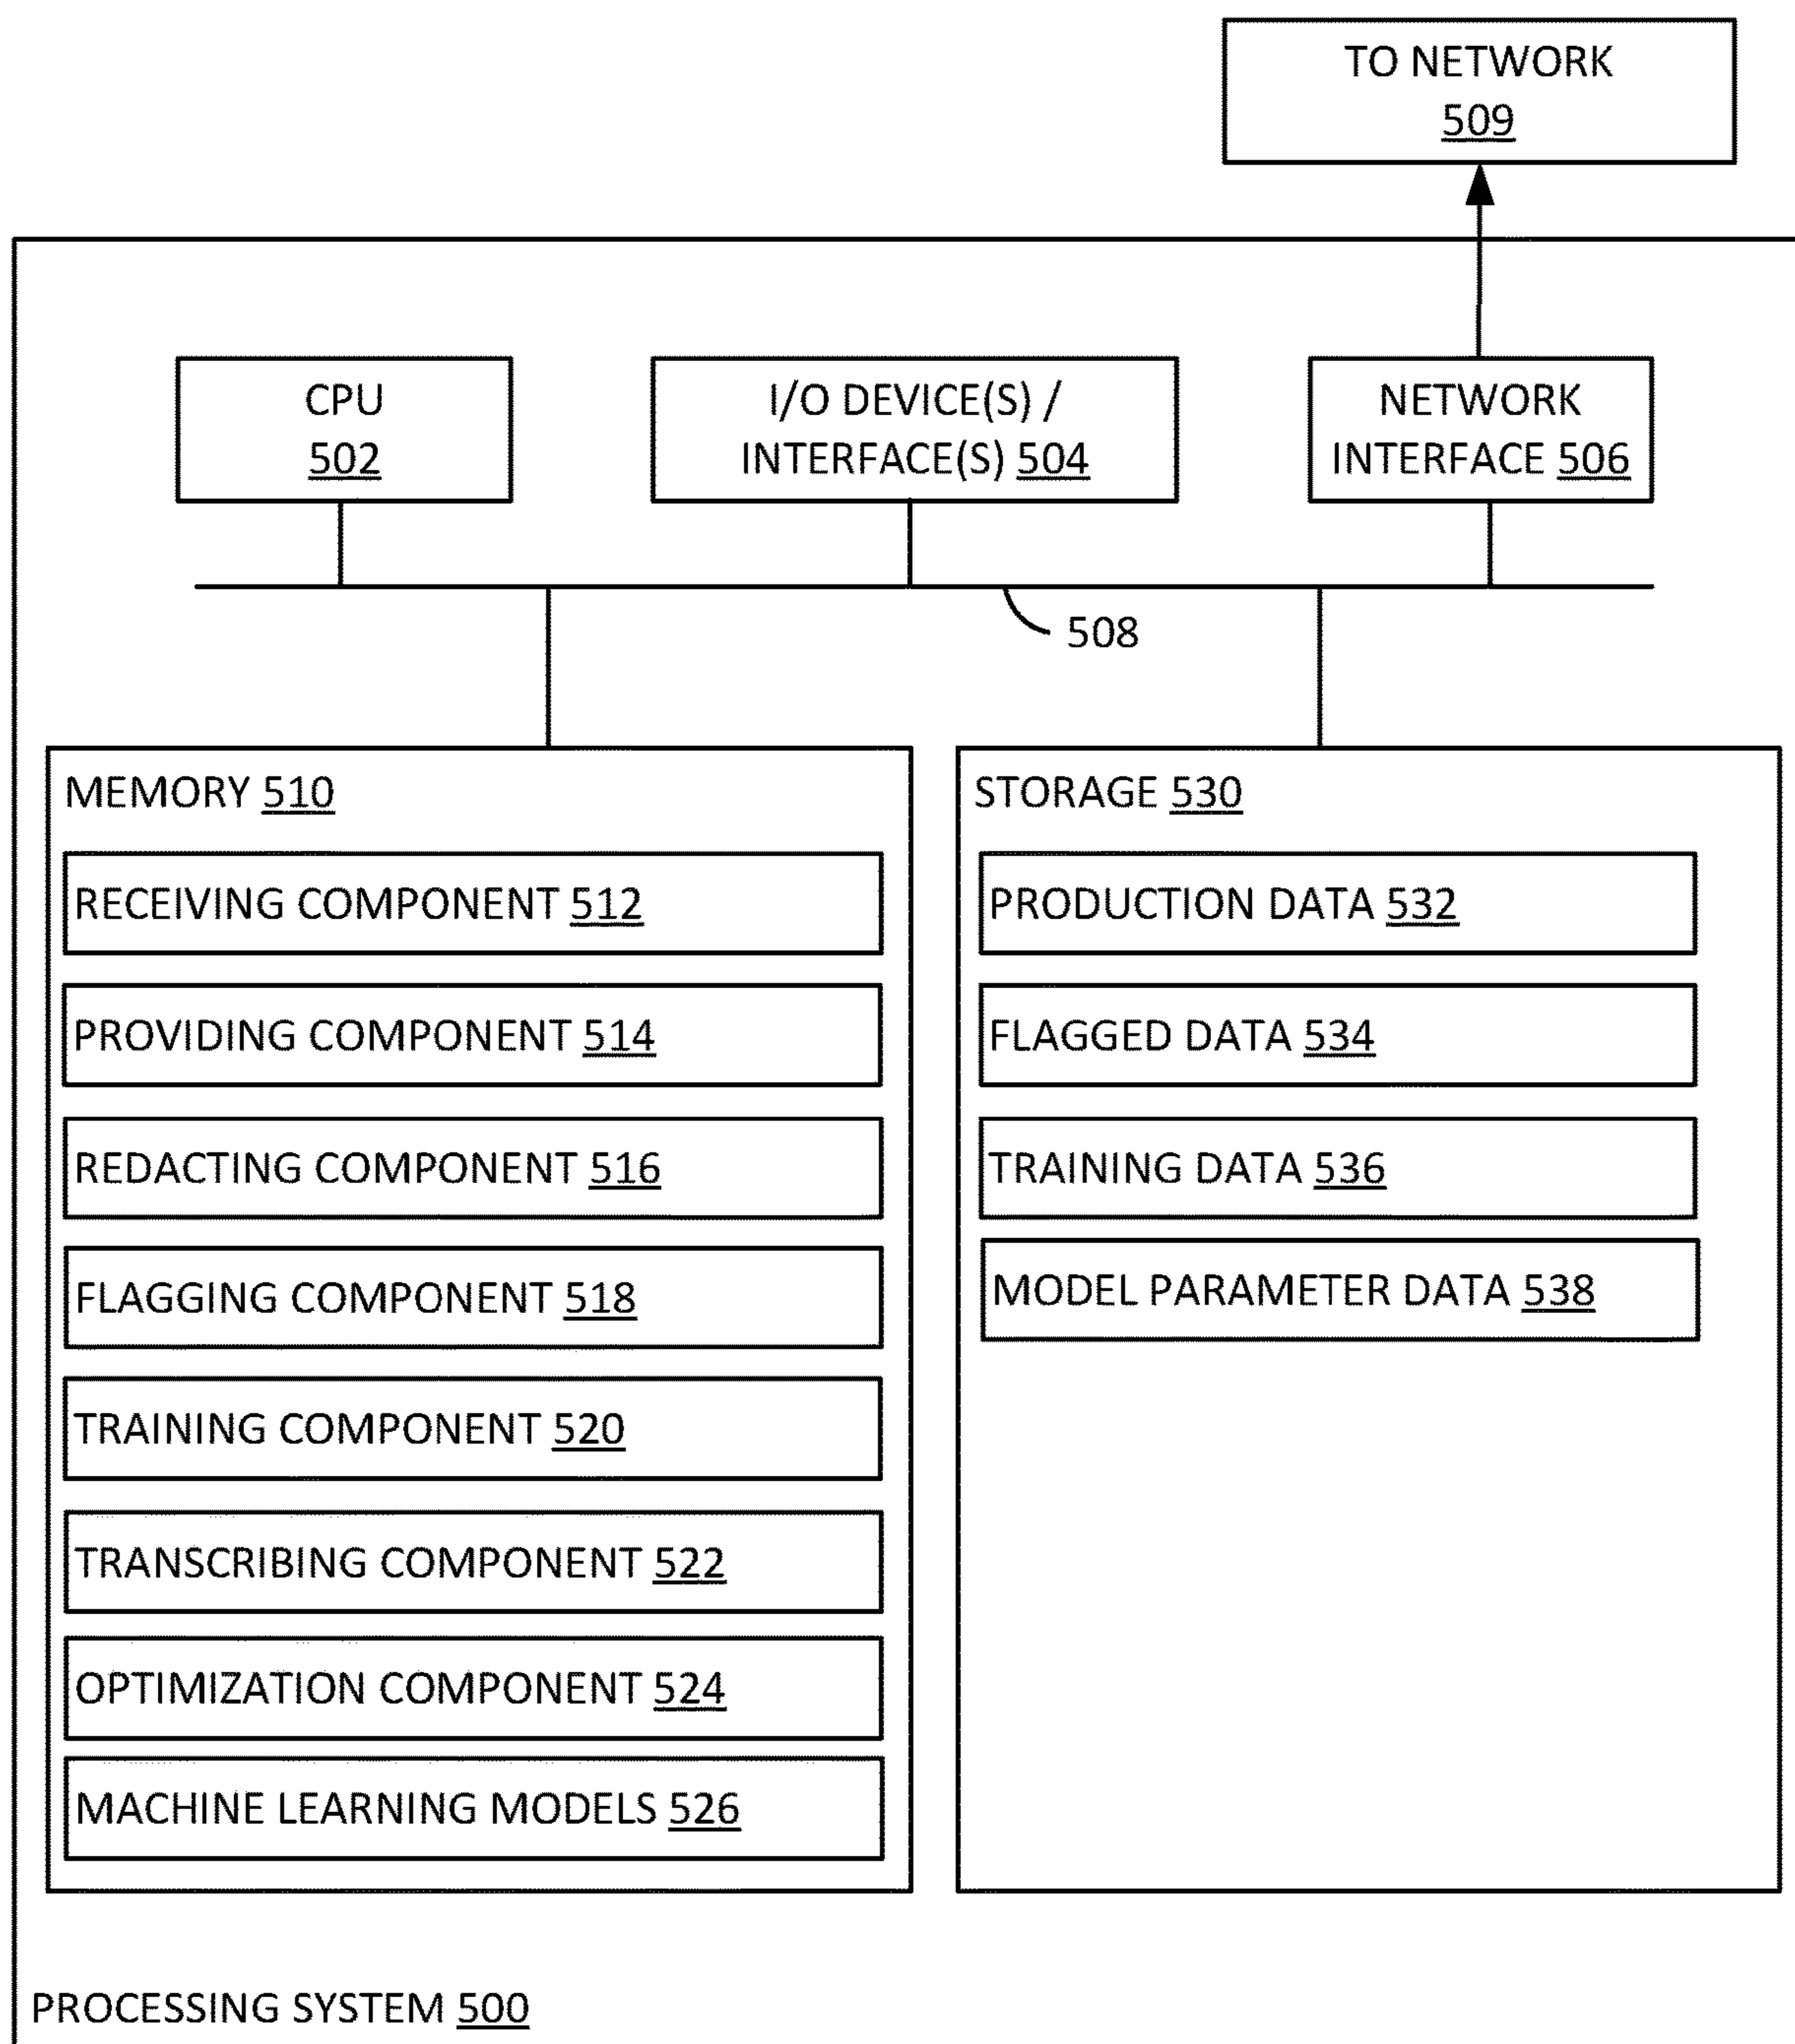 TO NETWORK
509
CPU
502
I/O DEVICE(S) /
INTERFACE(S) 504
NETWORK
INTERFACE 506
508
MEMORY 510
RECEIVING COMPONENT 512
PROVIDING COMPONENT 514
REDACTING COMPONENT 516
FLAGGING COMPONENT 518
TRAINING COMPONENT 520
TRANSCRIBING COMPONENT 522
OPTIMIZATION COMPONENT 524
MACHINE LEARNING MODELS 526
STORAGE 530
PRODUCTION DATA 532
FLAGGED DATA 534
TRAINING DATA 536
MODEL PARAMETER DATA 538
PROCESSING SYSTEM 500